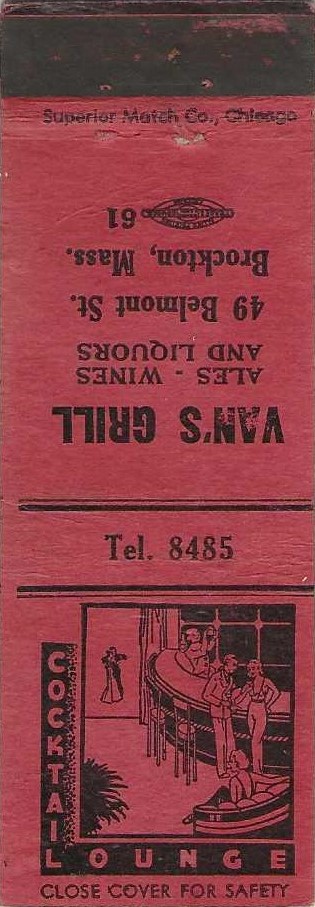 Superior Match Co., Chicago
VAN'S GRILL
ALES - WINES
AND LIQUORS
49 Belmont St.
Brockton, Mass.
61
Tel. 8485
COCKTAIL
LOUNGE
CLOSE COVER FOR SAFETY